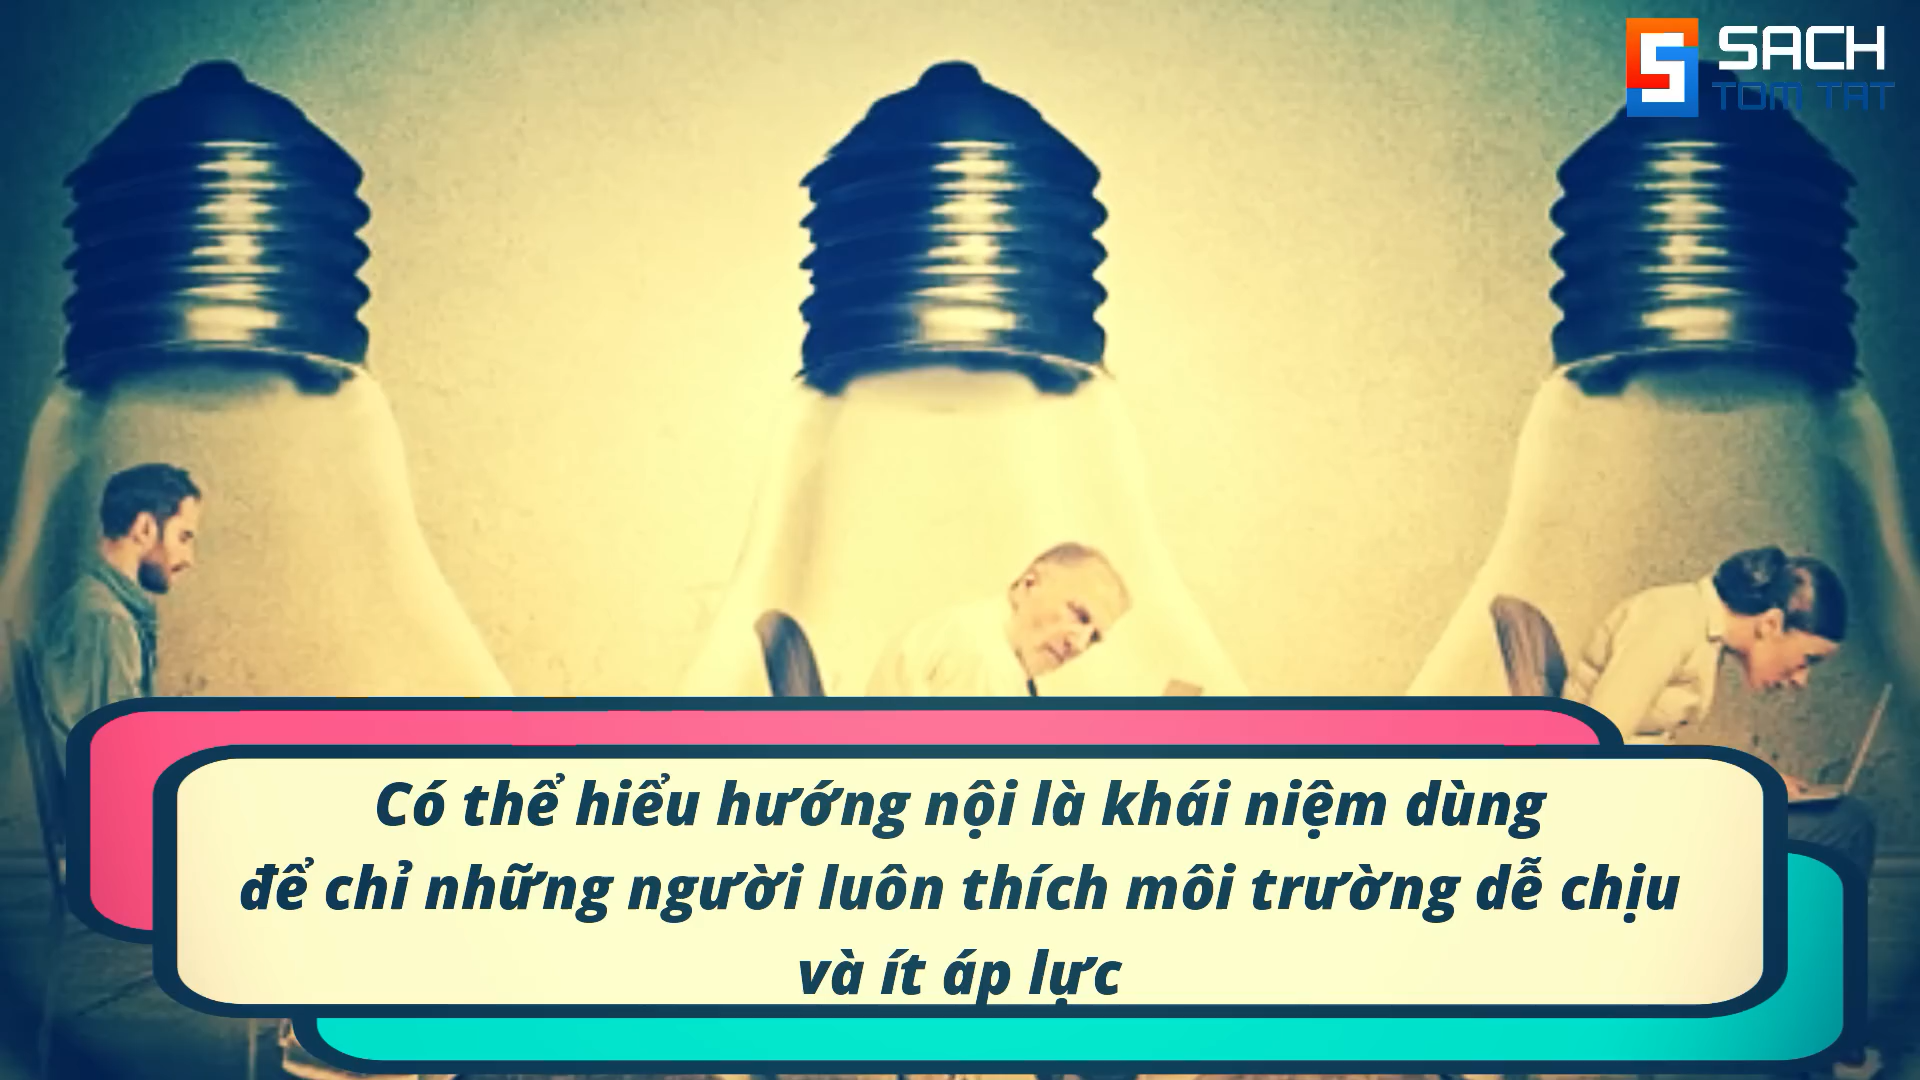 SACH
TOM TAT
Có thể hiểu hướng nội là khái niệm dùng
để chỉ những người luôn thích môi trường dễ chịu
và ít áp lực